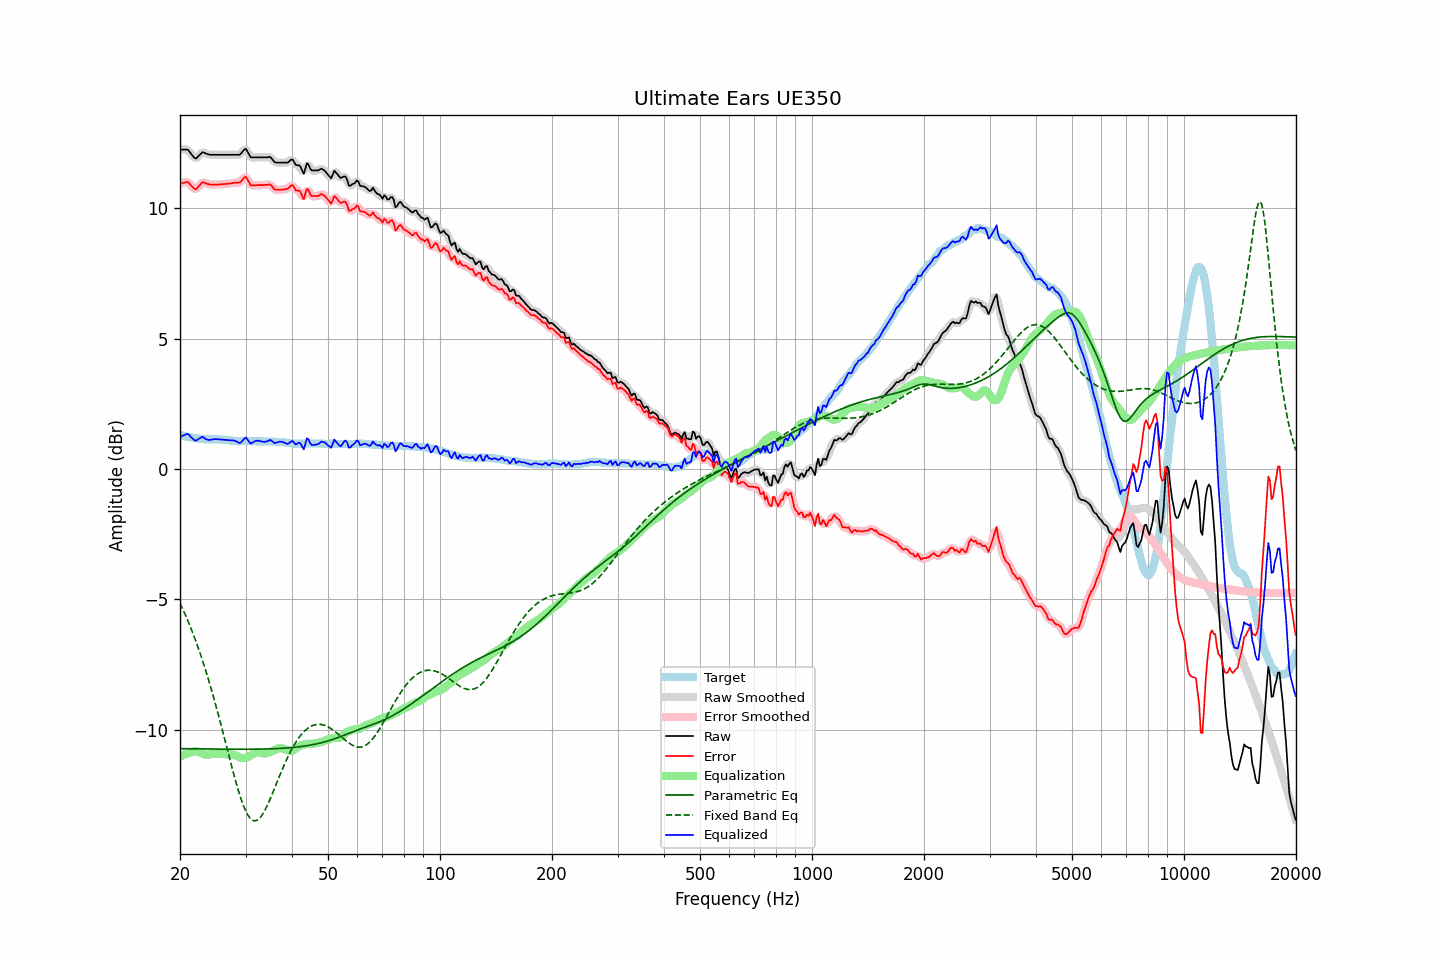 Ultimate Ears UE350
Amplitude (dBr)
10
5
0
−5
−10
Target
Raw Smoothed
Error Smoothed
Raw
Error
Equalization
Parametric Eq
Fixed Band Eq
Equalized
20 50 100 200 500 1000 2000 5000 10000 20000
Frequency (Hz)